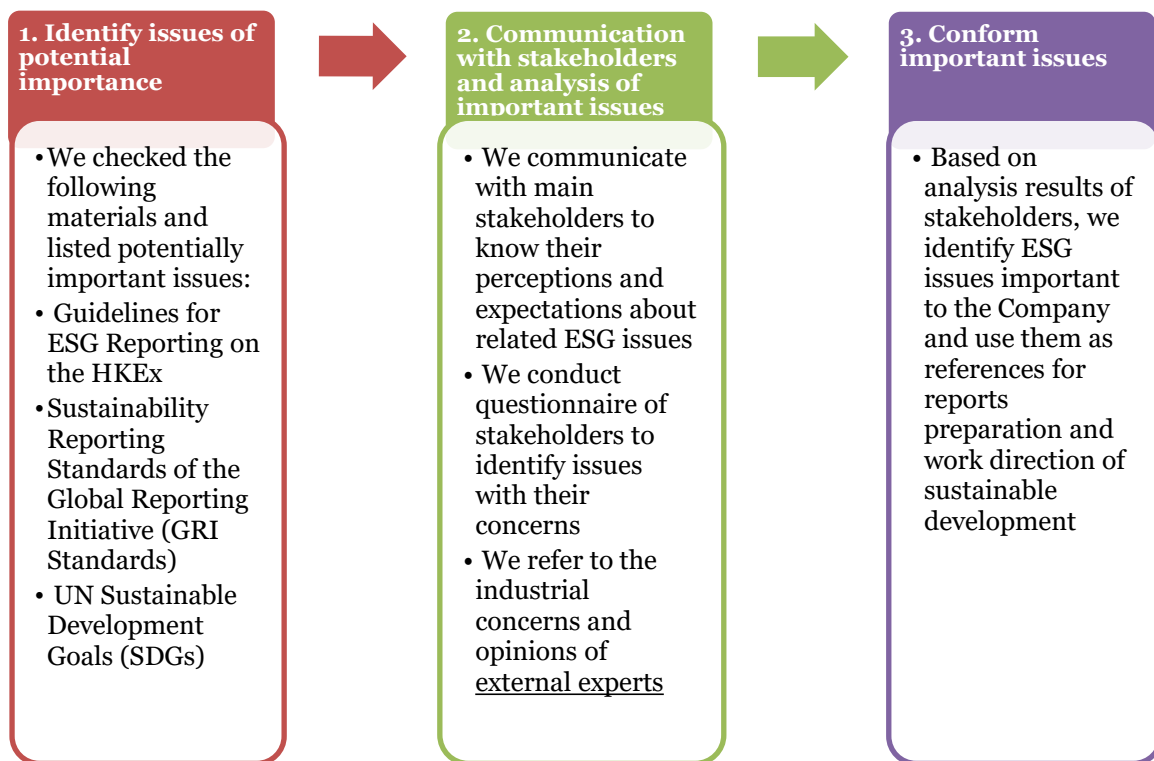 1. Identify issues of
potential
importance
•We checked the
following
materials and
listed potentially
important issues:
• Guidelines for
ESG Reporting on
the HKEx
•Sustainability
Reporting
Standards of the
Global Reporting
Initiative (GRI
Standards)
• UN Sustainable
Development
Goals (SDGs)
2. Communication
with stakeholders
and analysis of
important issues
• We communicate
with main
stakeholders to
know their
perceptions and
expectations about
related ESG issues
• We conduct
questionnaire of
stakeholders to
identify issues
with their
concerns
• We refer to the
industrial
concerns and
opinions of
external experts
3. Conform
important issues
• Based on
analysis results of
stakeholders, we
identify ESG
issues important
to the Company
and use them as
references for
reports
preparation and
work direction of
sustainable
development